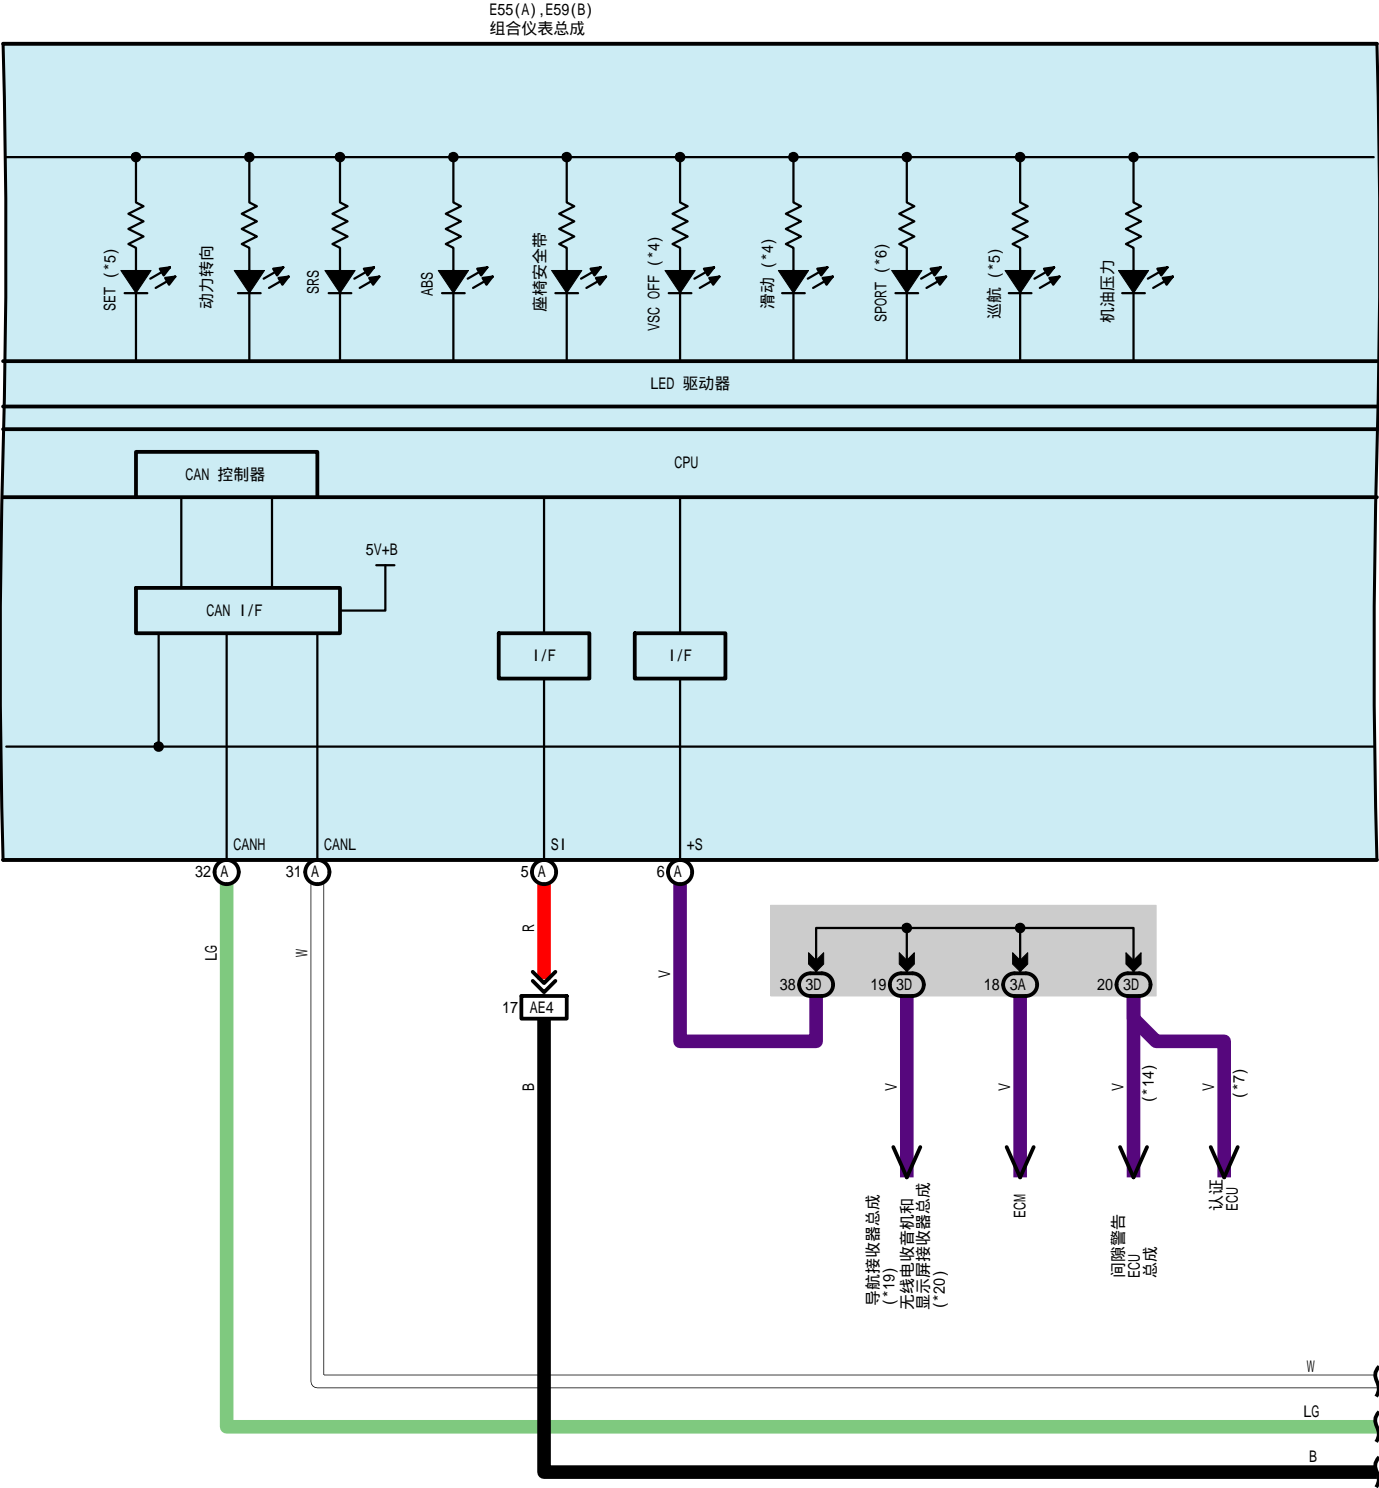 E55(A),E59(B)
组合仪表总成
SET (*5)
动力转向
SRS
ABS
座椅安全带
VSC OFF (*4)
滑动 (*4)
SPORT (*6)
巡航 (*5)
机油压力
LED 驱动器
CPU
CAN 控制器
5V+B
CAN I/F
I/F
I/F
CANH
CANL
SI
+S
32 A
31 A
5 A
6 A
LG
W
R
V
38 3D
19 3D
18 3A
20 3D
17 AE4
B
V
V
V
(*14)
V
(*7)
导航接收器总成
(*19)
无线电收音机和
显示屏接收器总成
(*20)
ECM
间隙警告
ECU
总成
认证
ECU
W
LG
B